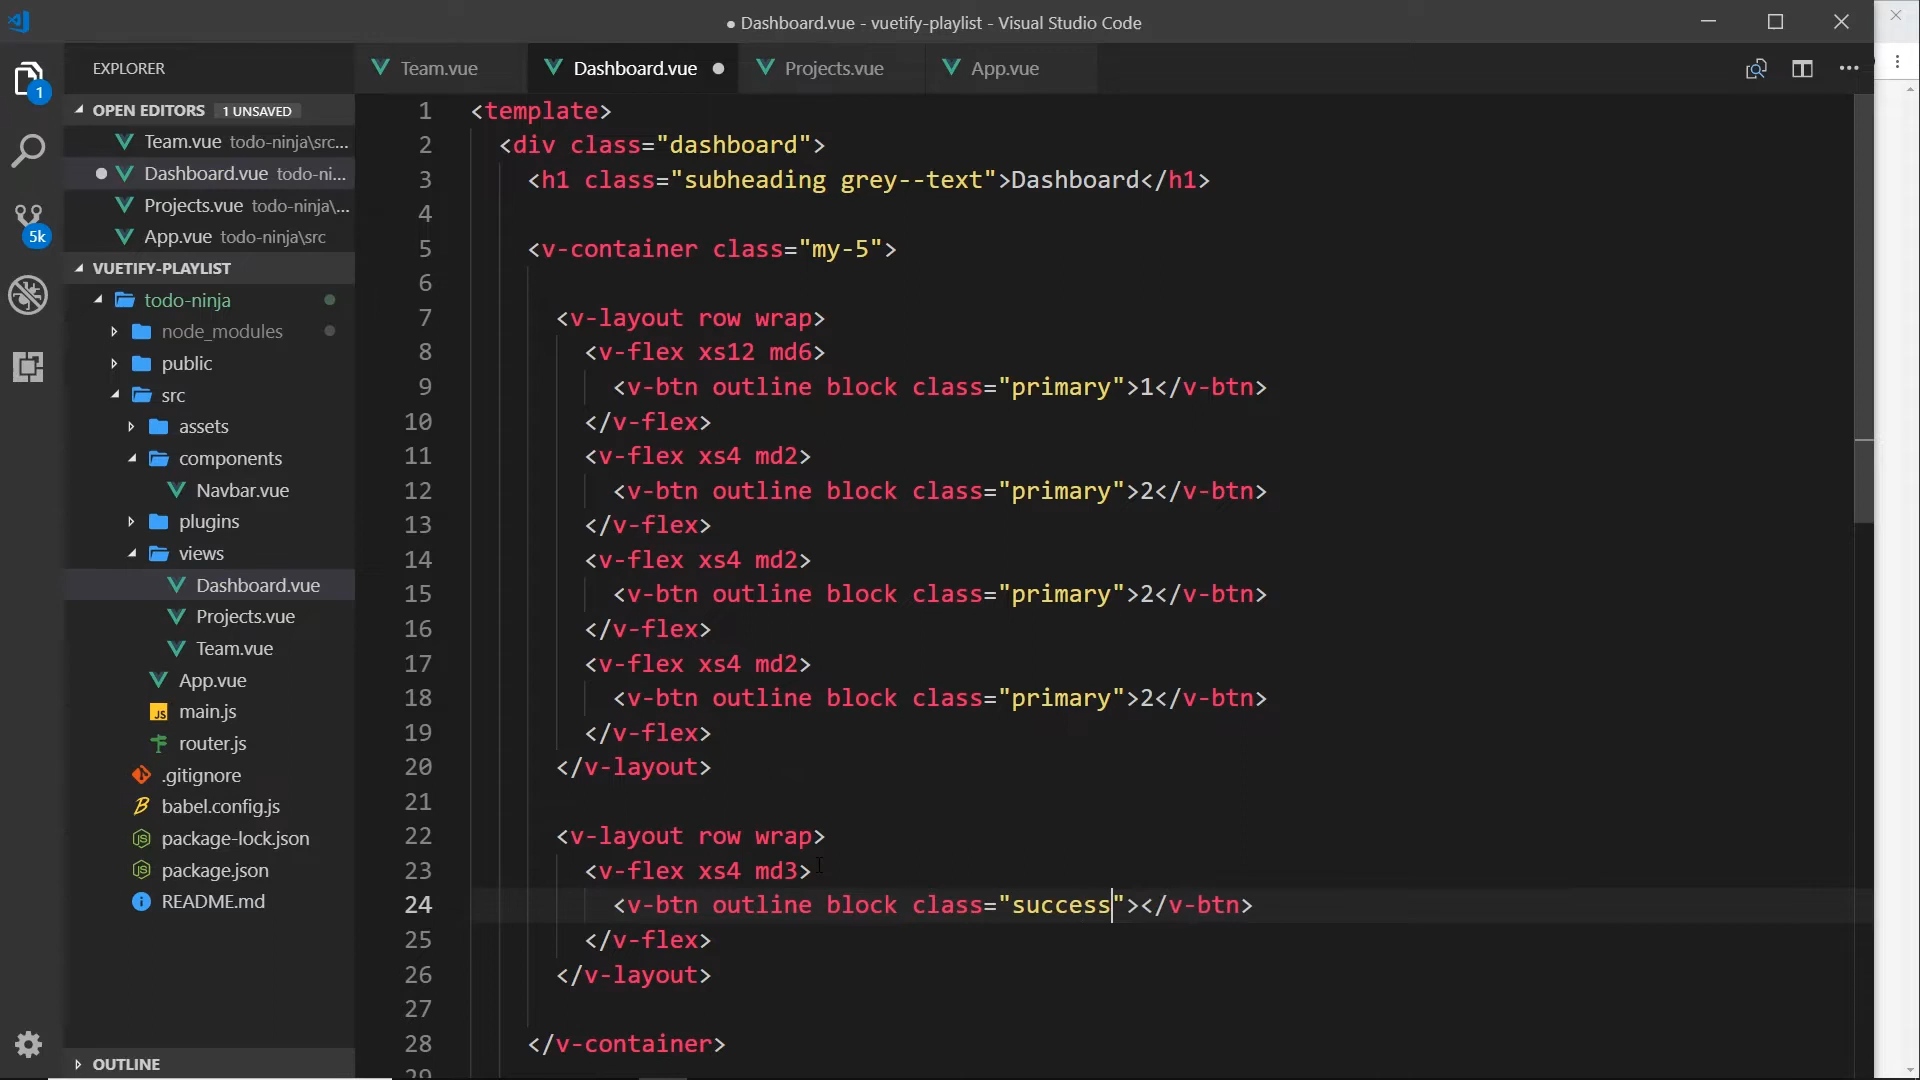 ● Dashboard.vue - vuetify-playlist - Visual Studio Code
EXPLORER
OPEN EDITORS 1 UNSAVED
Team.vue todo-ninja\src...
Dashboard.vue todo-ni...
Projects.vue todo-ninja\...
App.vue todo-ninja\src
VUETIFY-PLAYLIST
todo-ninja
node_modules
public
src
assets
components
Navbar.vue
plugins
views
Dashboard.vue
Projects.vue
Team.vue
App.vue
JS main.js
router.js
.gitignore
babel.config.js
package-lock.json
package.json
README.md
OUTLINE
1
5k
Team.vue Dashboard.vue Projects.vue App.vue
1 <template>
2 <div class="dashboard">
3 <h1 class="subheading grey--text">Dashboard</h1>
4
5 <v-container class="my-5">
6
7 <v-layout row wrap>
8 <v-flex xs12 md6>
9 <v-btn outline block class="primary">1</v-btn>
10 </v-flex>
11 <v-flex xs4 md2>
12 <v-btn outline block class="primary">2</v-btn>
13 </v-flex>
14 <v-flex xs4 md2>
15 <v-btn outline block class="primary">2</v-btn>
16 </v-flex>
17 <v-flex xs4 md2>
18 <v-btn outline block class="primary">2</v-btn>
19 </v-flex>
20 </v-layout>
21
22 <v-layout row wrap>
23 <v-flex xs4 md3>
24 <v-btn outline block class="success"></v-btn>
25 </v-flex>
26 </v-layout>
27
28 </v-container>
29